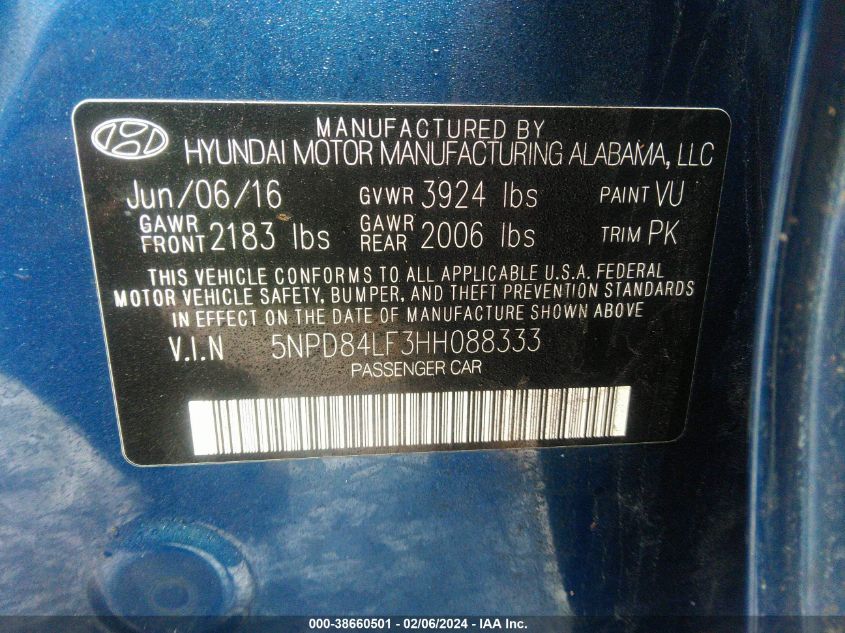 MANUFACTURED BY
HYUNDAI MOTOR MANUFACTURING ALABAMA, LLC
Jun/06/16 GVWR 3924 lbs PAINT VU
GAWR FRONT 2183 lbs GAWR REAR 2006 lbs TRIM PK
THIS VEHICLE CONFORMS TO ALL APPLICABLE U.S.A. FEDERAL
MOTOR VEHICLE SAFETY, BUMPER, AND THEFT PREVENTION STANDARDS
IN EFFECT ON THE DATE OF MANUFACTURE SHOWN ABOVE
V.I.N 5NPD84LF3HH088333
PASSENGER CAR
000-38660501 - 02/06/2024 - IAA Inc.